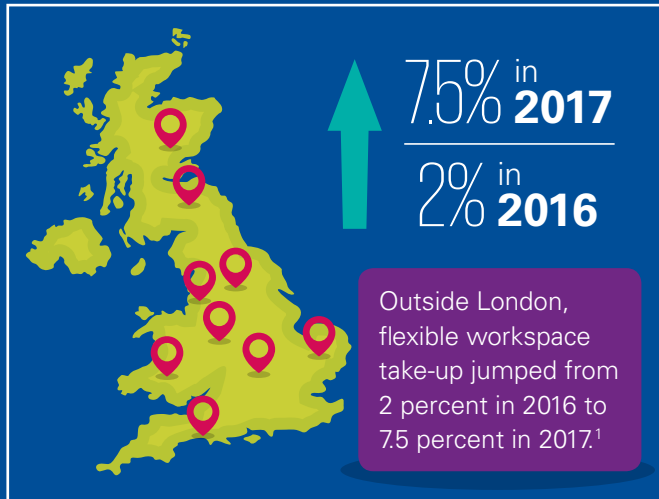 7.5% in 2017
2% in 2016
Outside London,
flexible workspace
take-up jumped from
2 percent in 2016 to
7.5 percent in 2017.¹